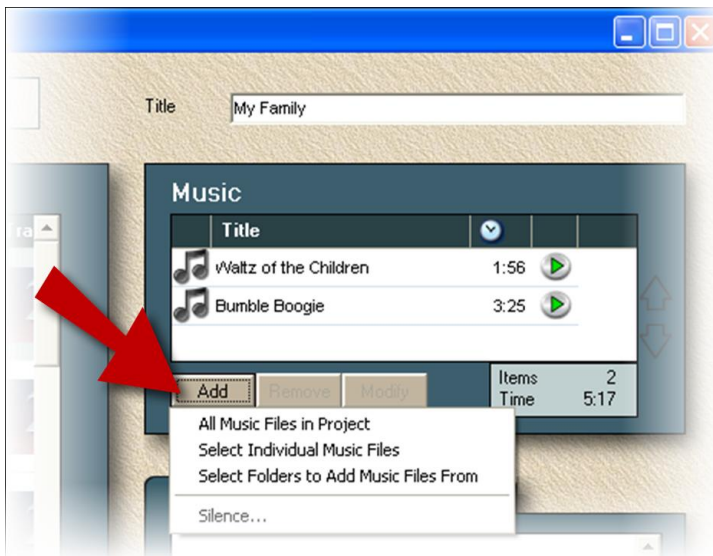 Title My Family
Music
ra
Title
Waltz of the Children 1:56
Bumble Boogie 3:25
Add Remove Modify
Items 2
Time 5:17
All Music Files in Project
Select Individual Music Files
Select Folders to Add Music Files From
Silence...